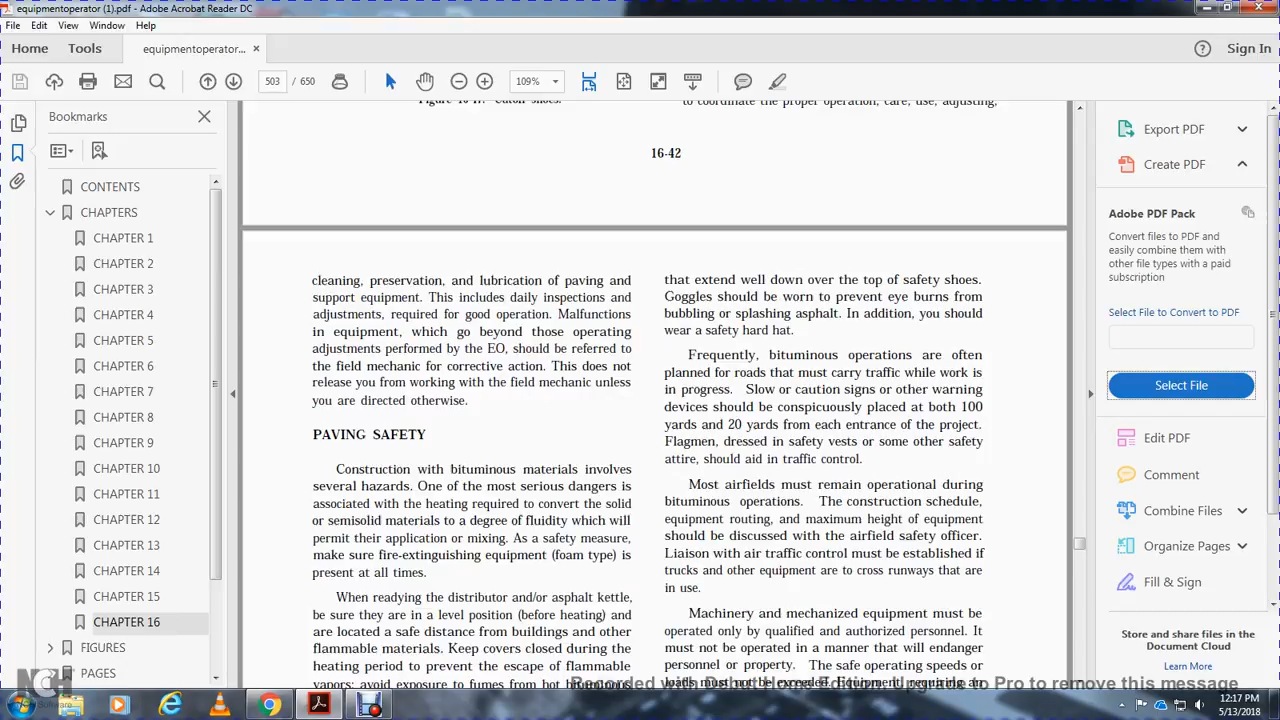 equipmentoperator (1).pdf - Adobe Acrobat Reader DC
File Edit View Window Help
Home Tools equipmentoperator... × Sign In
503 / 650 109%
Bookmarks
CONTENTS
CHAPTERS
CHAPTER 1
CHAPTER 2
CHAPTER 3
CHAPTER 4
CHAPTER 5
CHAPTER 6
CHAPTER 7
CHAPTER 8
CHAPTER 9
CHAPTER 10
CHAPTER 11
CHAPTER 12
CHAPTER 13
CHAPTER 14
CHAPTER 15
CHAPTER 16
FIGURES
PAGES
to coordinate the proper operation, care, use, adjusting,
16-42
cleaning, preservation, and lubrication of paving and
support equipment. This includes daily inspections and
adjustments, required for good operation. Malfunctions
in equipment, which go beyond those operating
adjustments performed by the EO, should be referred to
the field mechanic for corrective action. This does not
release you from working with the field mechanic unless
you are directed otherwise.
PAVING SAFETY
Construction with bituminous materials involves
several hazards. One of the most serious dangers is
associated with the heating required to convert the solid
or semisolid materials to a degree of fluidity which will
permit their application or mixing. As a safety measure,
make sure fire-extinguishing equipment (foam type) is
present at all times.
When readying the distributor and/or asphalt kettle,
be sure they are in a level position (before heating) and
are located a safe distance from buildings and other
flammable materials. Keep covers closed during the
heating period to prevent the escape of flammable
vapors; avoid exposure to fumes from hot bituminous
that extend well down over the top of safety shoes.
Goggles should be worn to prevent eye burns from
bubbling or splashing asphalt. In addition, you should
wear a safety hard hat.
Frequently, bituminous operations are often
planned for roads that must carry traffic while work is
in progress. Slow or caution signs or other warning
devices should be conspicuously placed at both 100
yards and 20 yards from each entrance of the project.
Flagmen, dressed in safety vests or some other safety
attire, should aid in traffic control.
Most airfields must remain operational during
bituminous operations. The construction schedule,
equipment routing, and maximum height of equipment
should be discussed with the airfield safety officer.
Liaison with air traffic control must be established if
trucks and other equipment are to cross runways that are
in use.
Machinery and mechanized equipment must be
operated only by qualified and authorized personnel. It
must not be operated in a manner that will endanger
personnel or property. The safe operating speeds or
loads must not be exceeded. Equipment requiring an
Export PDF
Create PDF
Adobe PDF Pack
Convert files to PDF and
easily combine them with
other file types with a paid
subscription
Select File to Convert to PDF
Select File
Edit PDF
Comment
Combine Files
Organize Pages
Fill & Sign
Store and share files in the
Document Cloud
Learn More
NCH Software
to Pro to remove this message
12:17 PM
5/13/2018